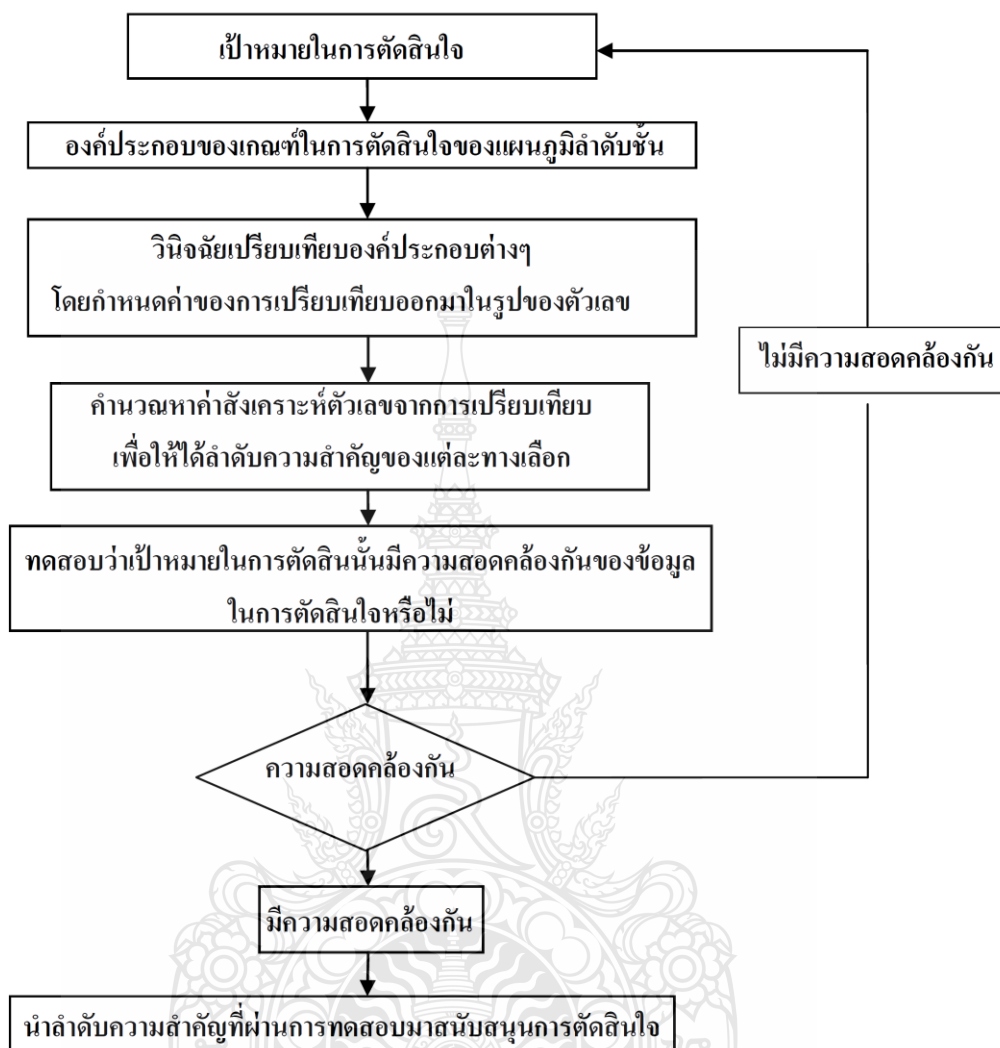 เป้าหมายในการตัดสินใจ
องค์ประกอบของเกณฑ์ในการตัดสินใจของแผนภูมิลำดับชั้น
วินิจฉัยเปรียบเทียบองค์ประกอบต่างๆ
โดยกำหนดค่าของการเปรียบเทียบออกมาในรูปของตัวเลข
ไม่มีความสอดคล้องกัน
คำนวณหาค่าสังเคราะห์ตัวเลขจากการเปรียบเทียบ
เพื่อให้ได้ลำดับความสำคัญของแต่ละทางเลือก
ทดสอบว่าเป้าหมายในการตัดสินนั้นมีความสอดคล้องกันของข้อมูล
ในการตัดสินใจหรือไม่
ความสอดคล้องกัน
มีความสอดคล้องกัน
นำลำดับความสำคัญที่ผ่านการทดสอบมาสนับสนุนการตัดสินใจ